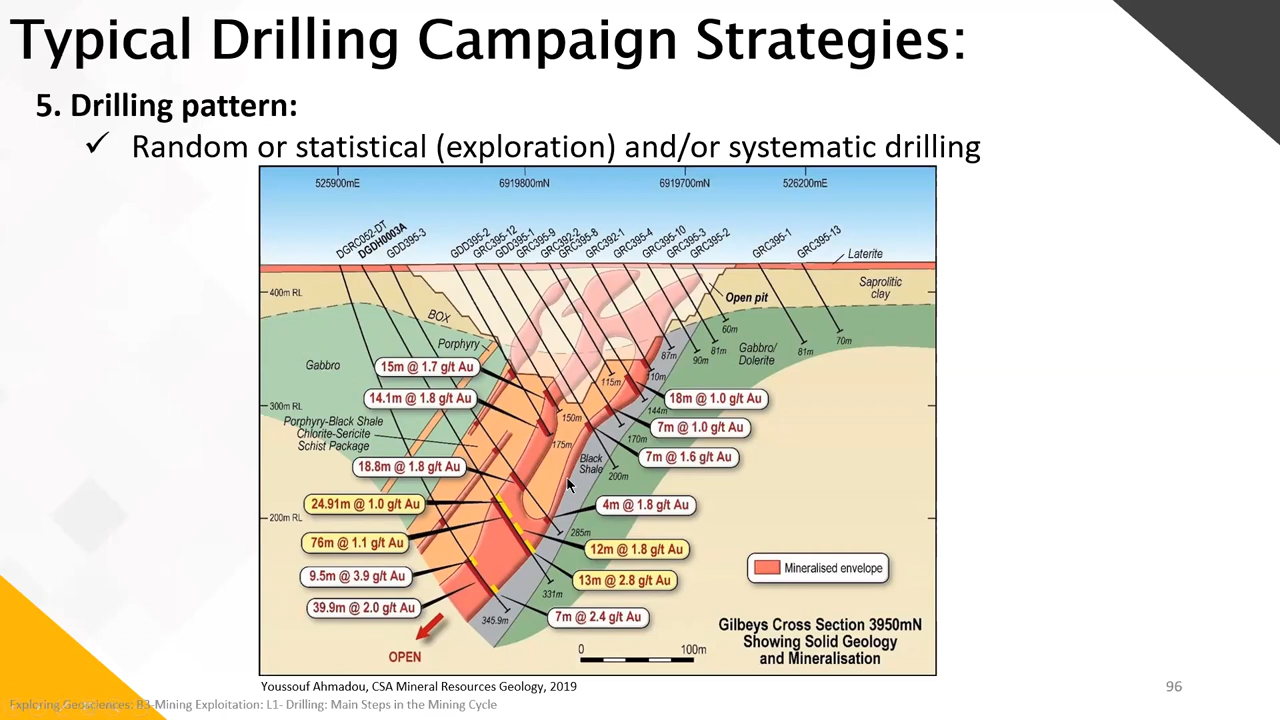 Typical Drilling Campaign Strategies:
5. Drilling pattern:
✓ Random or statistical (exploration) and/or systematic drilling
525900mE
6919800mN
6919700mN
526200mE
DGRC052-DT
DGDH0003A
GDD395-3
GDD395-2
GRC395-12
GDD395-1
GRC395-9
GRC392-2
GRC395-8
GRC392-1
GRC395-4
GRC395-10
GRC395-3
GRC395-2
GRC395-1
GRC395-13
Laterite
400m RL
BOX
Open pit
Saprolitic
clay
60m
Porphyry
87m
90m
81m
Gabbro/
Dolerite
81m
70m
Gabbro
15m @ 1.7 g/t Au
115m
110m
14.1m @ 1.8 g/t Au
18m @ 1.0 g/t Au
300m RL
144m
150m
Porphyry-Black Shale
Chlorite-Sericite
Schist Package
7m @ 1.0 g/t Au
175m
170m
18.8m @ 1.8 g/t Au
Black
Shale
7m @ 1.6 g/t Au
200m
24.91m @ 1.0 g/t Au
4m @ 1.8 g/t Au
200m RL
285m
76m @ 1.1 g/t Au
12m @ 1.8 g/t Au
9.5m @ 3.9 g/t Au
13m @ 2.8 g/t Au
Mineralised envelope
331m
39.9m @ 2.0 g/t Au
345.9m
7m @ 2.4 g/t Au
OPEN
0
100m
Gilbeys Cross Section 3950mN
Showing Solid Geology
and Mineralisation
Youssouf Ahmadou, CSA Mineral Resources Geology, 2019
96
Exploring Geosciences: B3-Mining Exploitation: L1- Drilling: Main Steps in the Mining Cycle